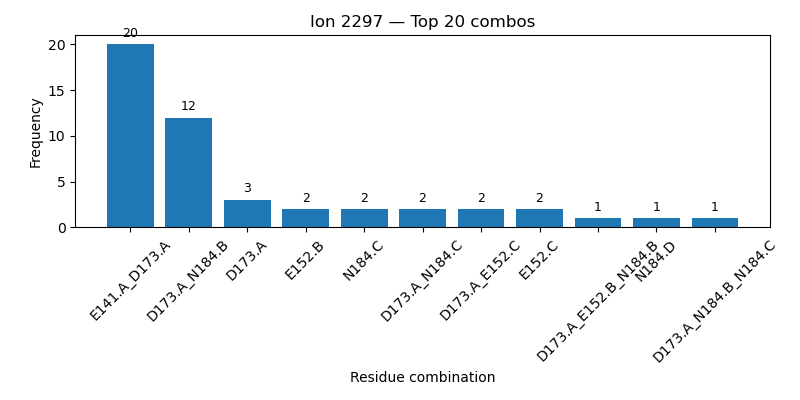 Ion 2297 — Top 20 combos
Frequency
20
15
10
5
0
20
12
3
2
2
2
2
2
1
1
1
E141.A_D173.A
D173.A_N184.B
D173.A
E152.B
N184.C
D173.A_N184.C
D173.A_E152.C
E152.C
D173.A_E152.B_N184.B
N184.D
D173.A_N184.B_N184.C
Residue combination